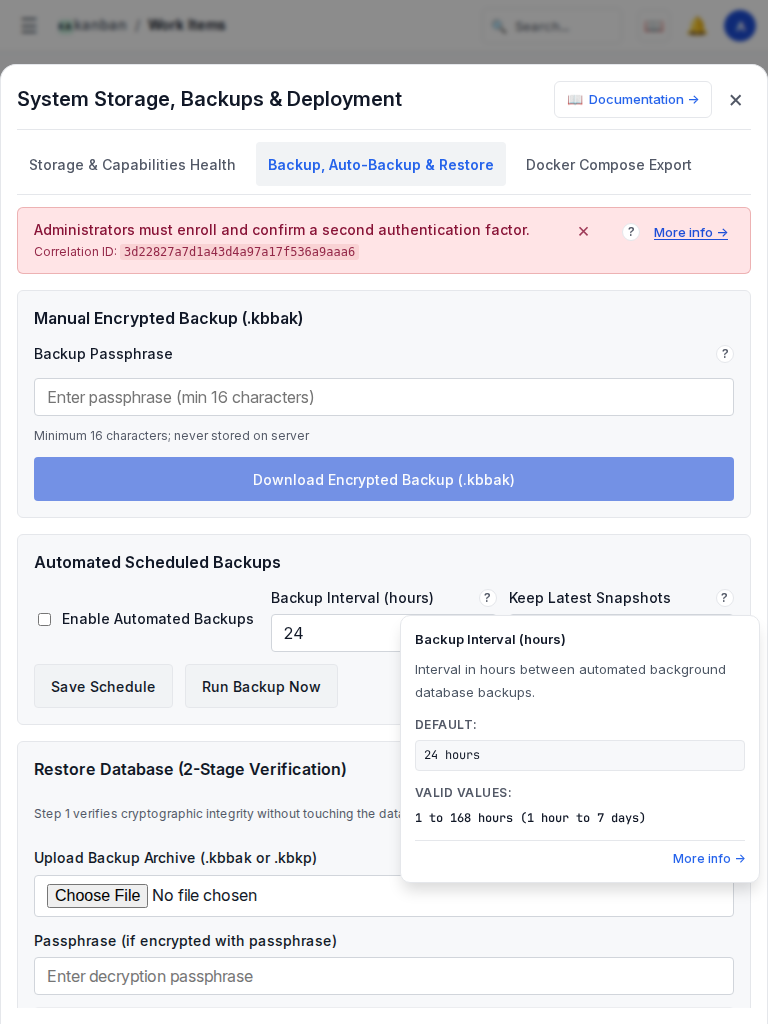 kanban / Work Items
Search...
A
System Storage, Backups & Deployment
Documentation →
×
Storage & Capabilities Health
Backup, Auto-Backup & Restore
Docker Compose Export
Administrators must enroll and confirm a second authentication factor.
×
?
More info →
Correlation ID: 3d22827a7d1a43d4a97a17f536a9aaa6
Manual Encrypted Backup (.kbbak)
Backup Passphrase
?
Enter passphrase (min 16 characters)
Minimum 16 characters; never stored on server
Download Encrypted Backup (.kbbak)
Automated Scheduled Backups
Enable Automated Backups
Backup Interval (hours)
?
24
Keep Latest Snapshots
?
Save Schedule
Run Backup Now
Backup Interval (hours)
Interval in hours between automated background
database backups.
DEFAULT:
24 hours
VALID VALUES:
1 to 168 hours (1 hour to 7 days)
More info →
Restore Database (2-Stage Verification)
Step 1 verifies cryptographic integrity without touching the
Upload Backup Archive (.kbbak or .kbkp)
Choose File No file chosen
Passphrase (if encrypted with passphrase)
Enter decryption passphrase